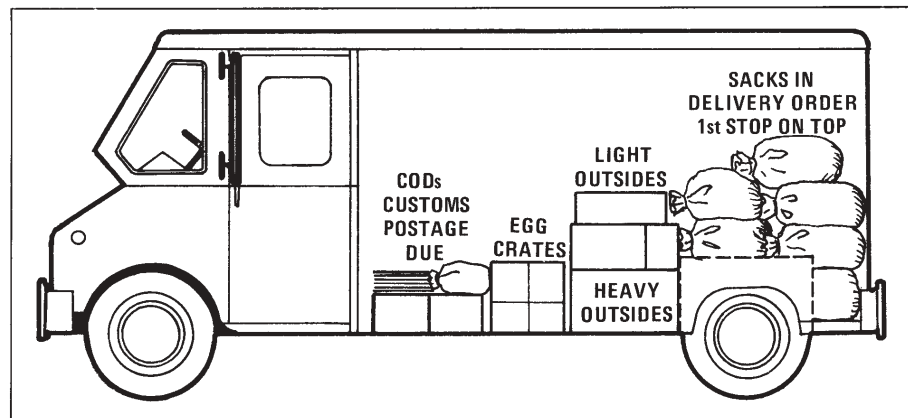 SACKS IN
DELIVERY ORDER
1st STOP ON TOP
LIGHT
OUTSIDES
CODs
CUSTOMS
POSTAGE
DUE
EGG
CRATES
HEAVY
OUTSIDES